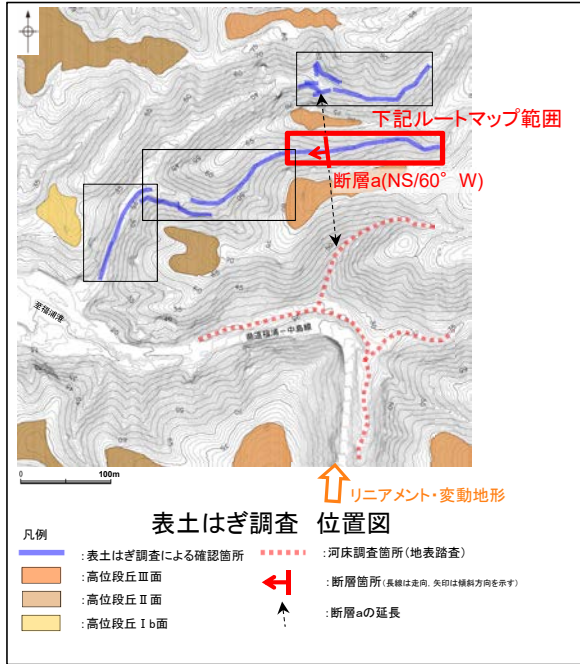 下記ルートマップ範囲
断層a(NS/60°W)
至福浦港
県道福浦－中島線
0 100m
リニアメント・変動地形
表土はぎ調査 位置図
凡例
：表土はぎ調査による確認箇所
：高位段丘Ⅲ面
：高位段丘Ⅱ面
：高位段丘Ⅰb面
：河床調査箇所（地表踏査）
：断層箇所（長線は走向，矢印は傾斜方向を示す）
：断層aの延長